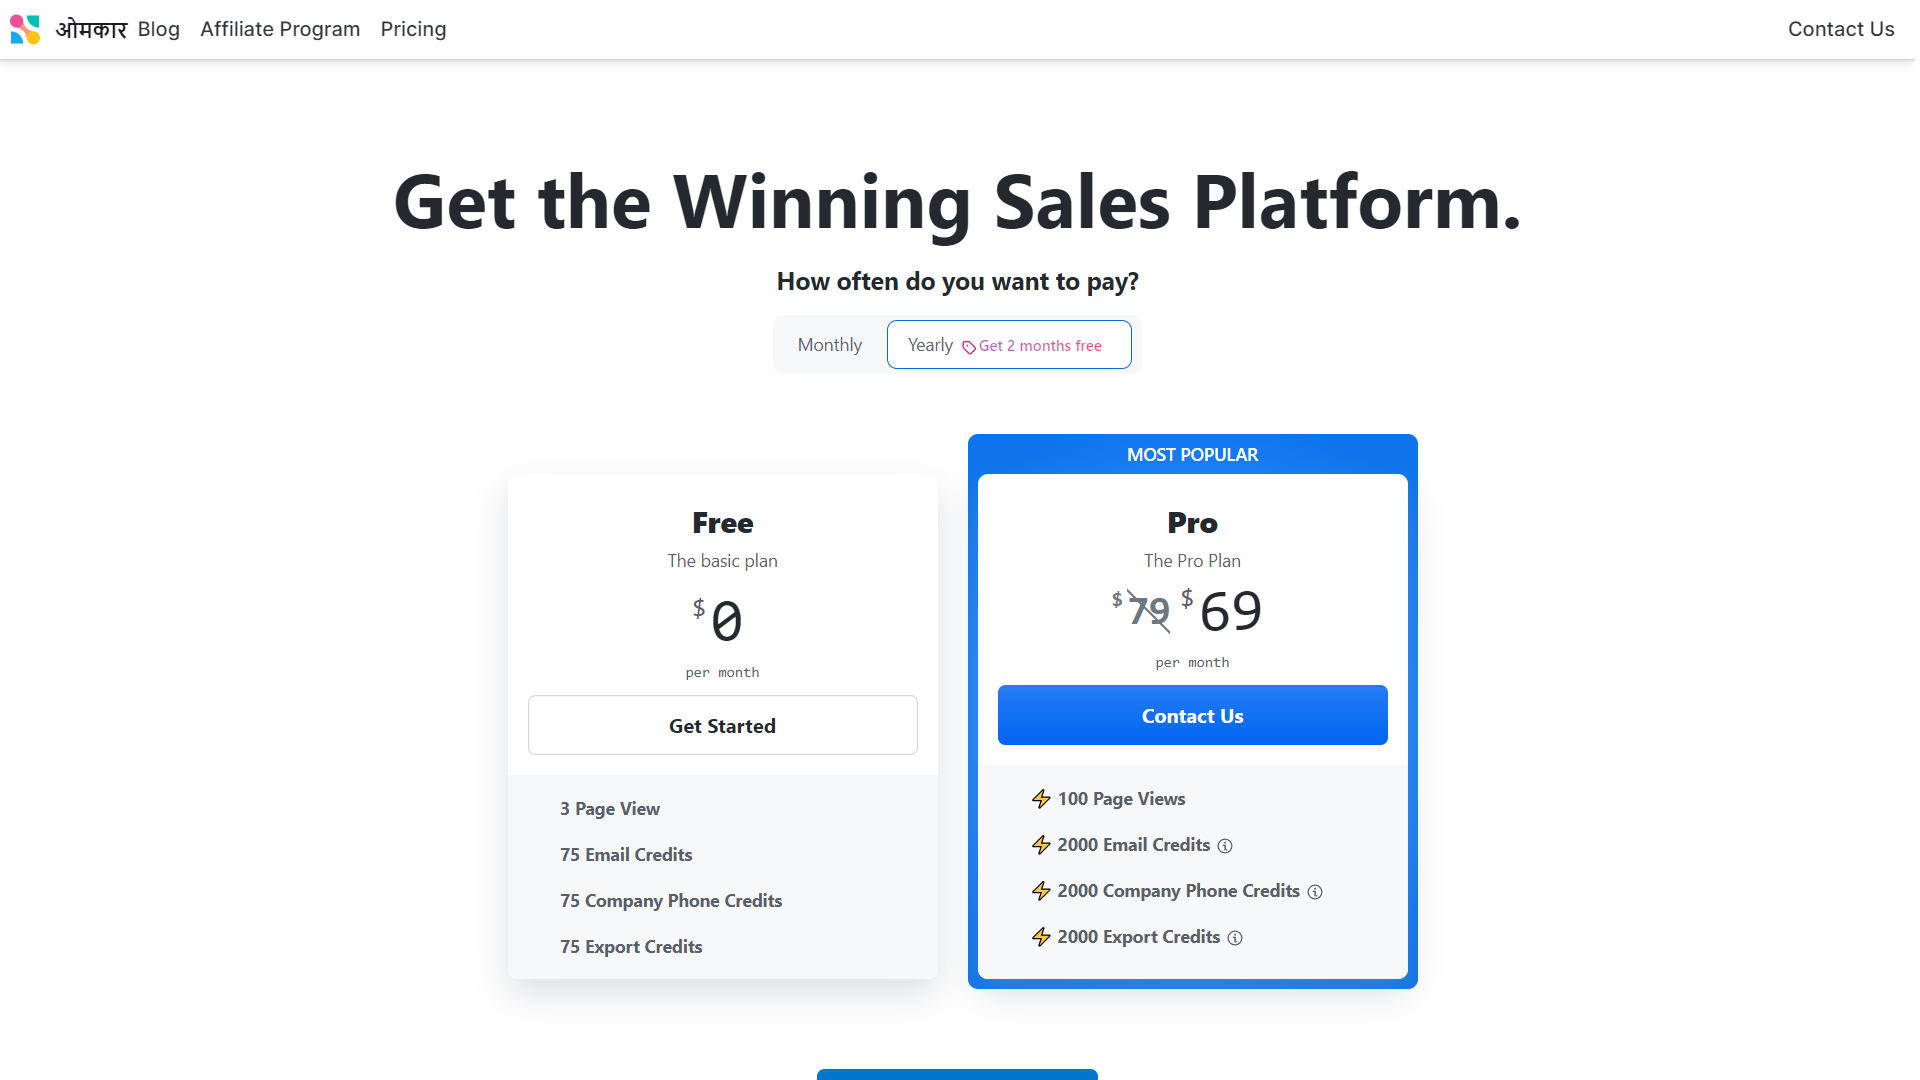 ओमकार Blog Affiliate Program Pricing Contact Us
Get the Winning Sales Platform.
How often do you want to pay?
Monthly Yearly Get 2 months free
MOST POPULAR
Free
The basic plan
$0
per month
Get Started
3 Page View
75 Email Credits
75 Company Phone Credits
75 Export Credits
Pro
The Pro Plan
$79 $69
per month
Contact Us
100 Page Views
2000 Email Credits
2000 Company Phone Credits
2000 Export Credits